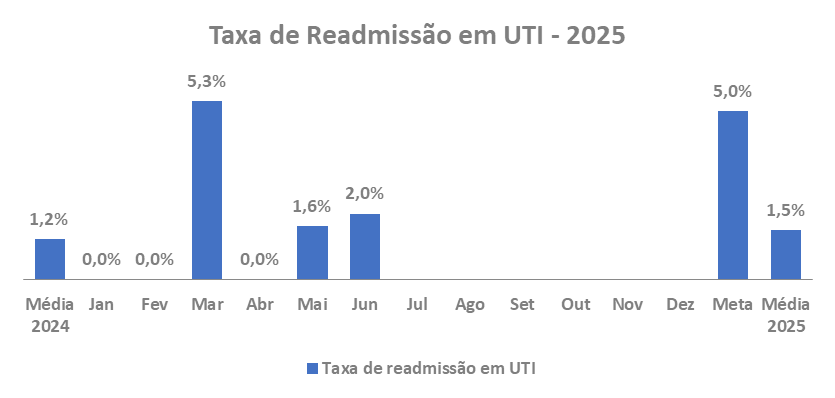 Taxa de Readmissão em UTI - 2025
5,3%
5,0%
2,0%
1,6%
1,5%
1,2%
0,0% 0,0% 0,0%
Média Jan Fev Mar Abr Mai Jun Jul Ago Set Out Nov Dez Meta Média
2024 2025
Taxa de readmissão em UTI